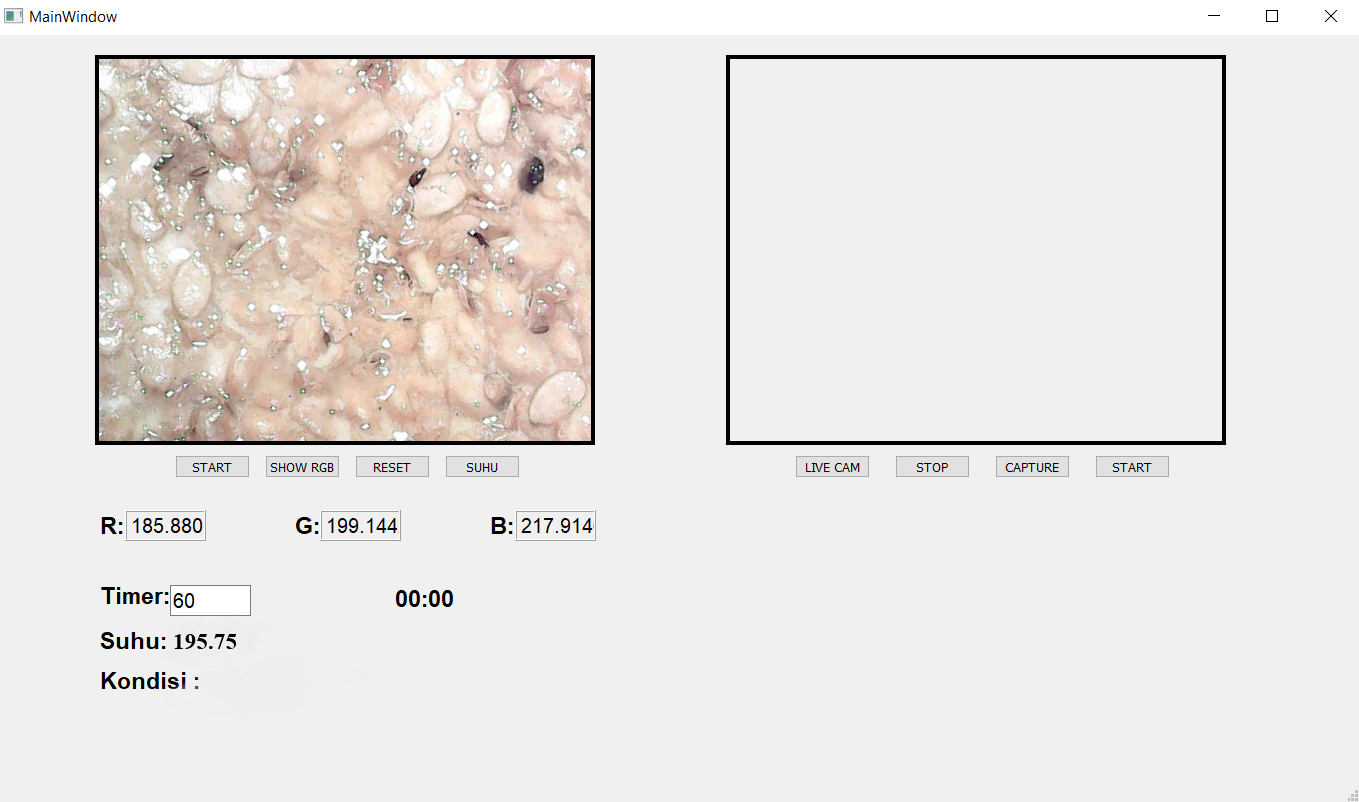 MainWindow
START SHOW RGB RESET SUHU
LIVE CAM STOP CAPTURE START
R: 185.880 G: 199.144 B: 217.914
Timer: 60 00:00
Suhu: 195.75
Kondisi :